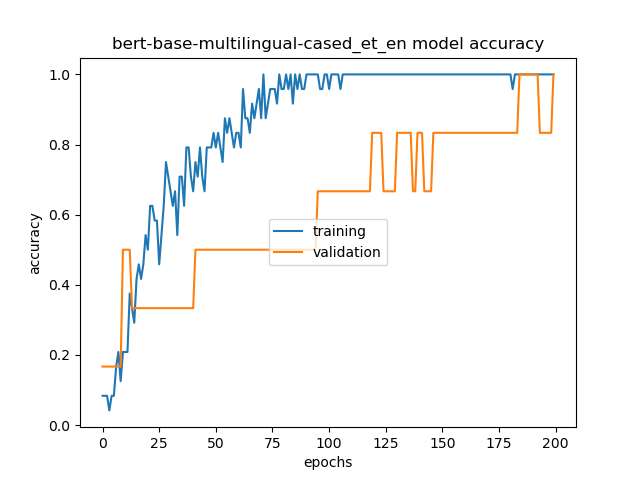 bert-base-multilingual-cased_et_en model accuracy
1.0
0.8
0.6
0.4
0.2
0.0
accuracy
training
validation
0 25 50 75 100 125 150 175 200
epochs